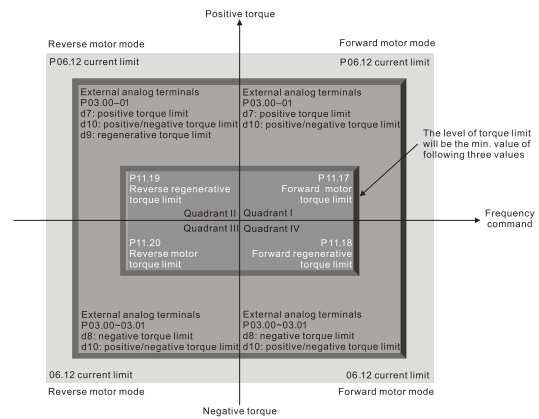 Positive torque
Reverse motor mode
Forward motor mode
P06.12 current limit
P06.12 current limit
External analog terminals
P03.00–01
d7: positive torque limit
d10: positive/negative torque limit
d9: regenerative torque limit
External analog terminals
P03.00–01
d7: positive torque limit
d10: positive/negative torque limit
The level of torque limit
will be the min. value of
following three values
P11.19
Reverse regenerative
torque limit
P11.17
Forward motor
torque limit
Quadrant II
Quadrant I
Quadrant III
Quadrant IV
Frequency
command
P11.20
Reverse motor
torque limit
P11.18
Forward regenerative
torque limit
External analog terminals
P03.00~03.01
d8: negative torque limit
d10: positive/negative torque limit
External analog terminals
P03.00~03.01
d8: negative torque limit
d10: positive/negative torque limit
06.12 current limit
06.12 current limit
Reverse motor mode
Forward motor mode
Negative torque